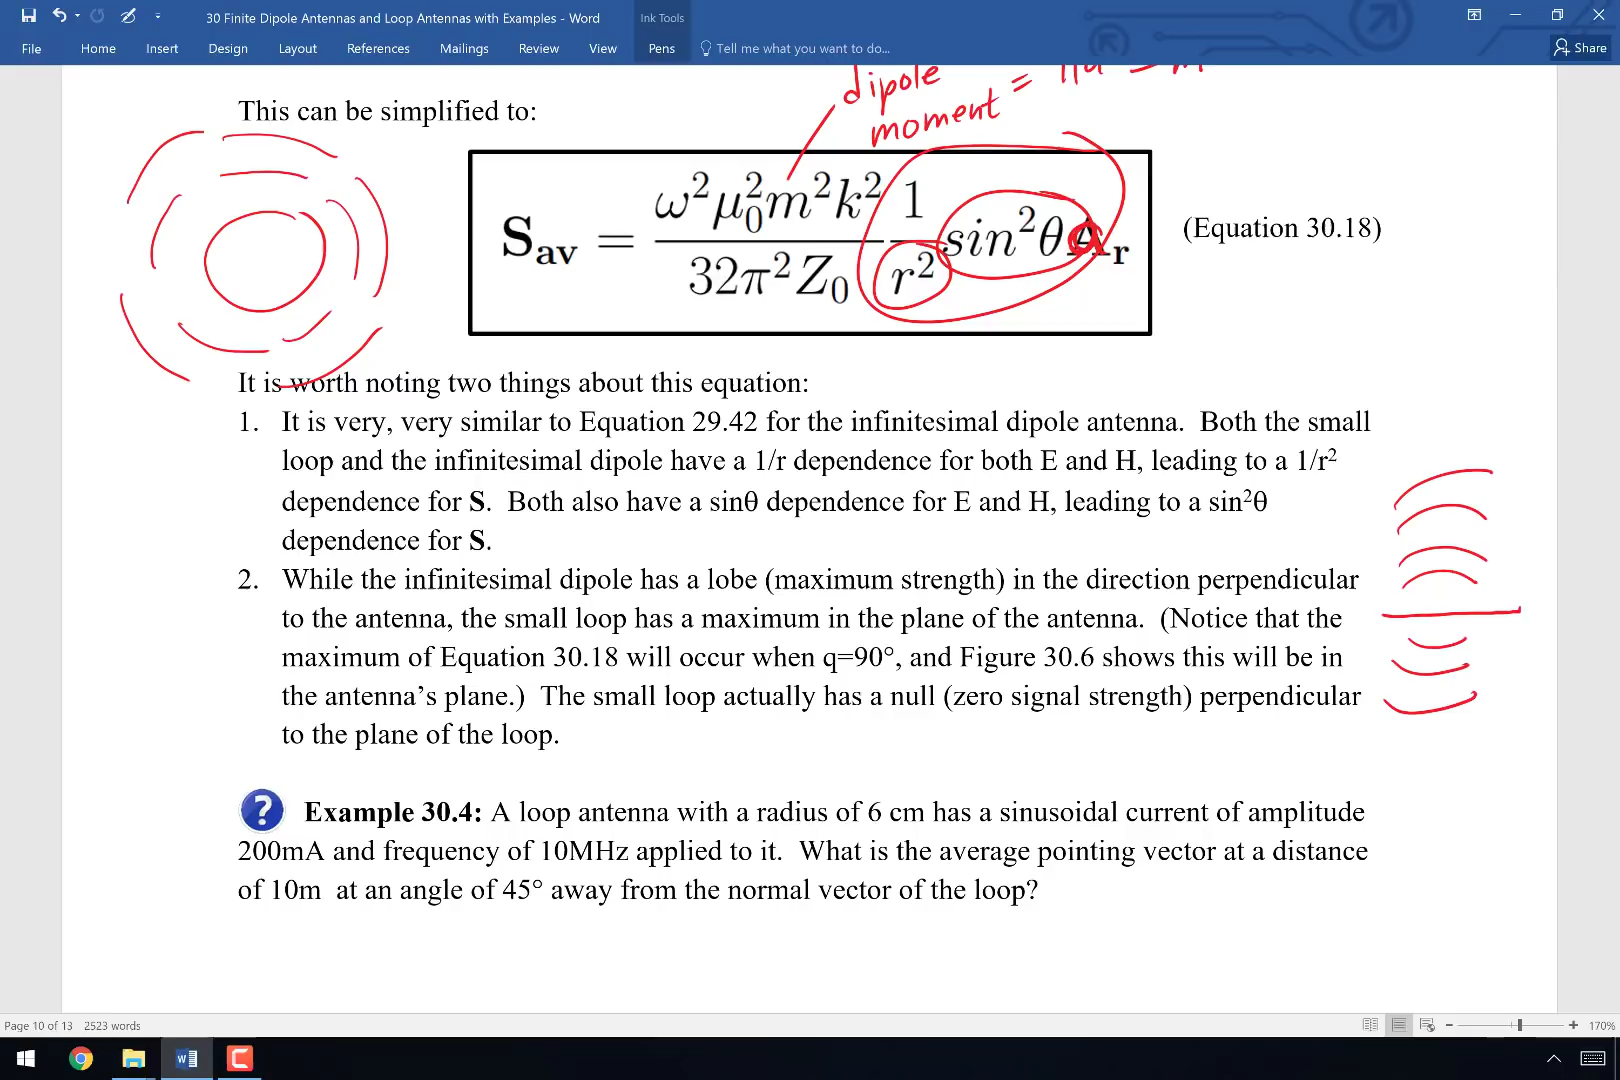 30 Finite Dipole Antennas and Loop Antennas with Examples - Word
Ink Tools
File Home Insert Design Layout References Mailings Review View Pens Tell me what you want to do... Share
dipole
moment =
This can be simplified to:
S_av = ω²μ₀²m²k² / 32π²Z₀ 1/r² sin²θ a_r
(Equation 30.18)
It is worth noting two things about this equation:
1. It is very, very similar to Equation 29.42 for the infinitesimal dipole antenna. Both the small
loop and the infinitesimal dipole have a 1/r dependence for both E and H, leading to a 1/r²
dependence for S. Both also have a sinθ dependence for E and H, leading to a sin²θ
dependence for S.
2. While the infinitesimal dipole has a lobe (maximum strength) in the direction perpendicular
to the antenna, the small loop has a maximum in the plane of the antenna. (Notice that the
maximum of Equation 30.18 will occur when q=90°, and Figure 30.6 shows this will be in
the antenna’s plane.) The small loop actually has a null (zero signal strength) perpendicular
to the plane of the loop.
? Example 30.4: A loop antenna with a radius of 6 cm has a sinusoidal current of amplitude
200mA and frequency of 10MHz applied to it. What is the average pointing vector at a distance
of 10m at an angle of 45° away from the normal vector of the loop?
Page 10 of 13 2523 words
170%